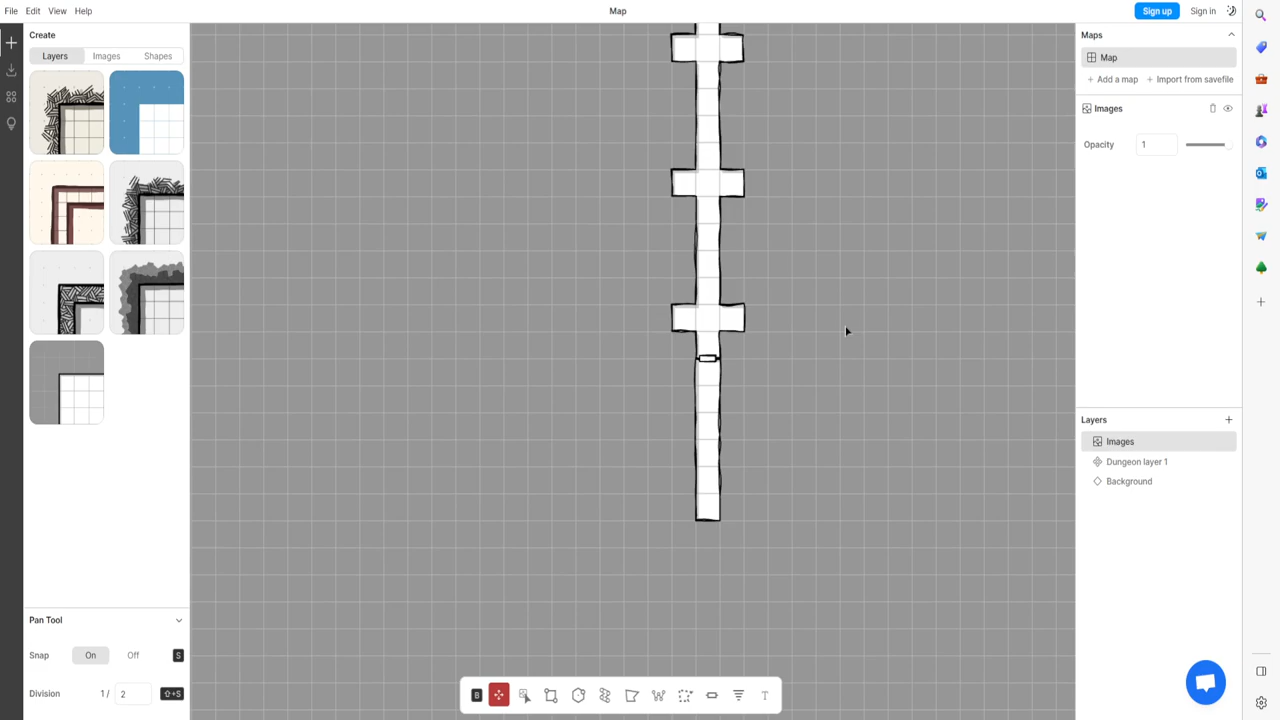 File Edit View Help Map Sign up Sign in
Create
Layers Images Shapes
Pan Tool
Snap On Off S
Division 1 / 2 ⇧+S
B T
Maps
Map
+ Add a map + Import from savefile
Images
Opacity 1
Layers +
Images
Dungeon layer 1
Background